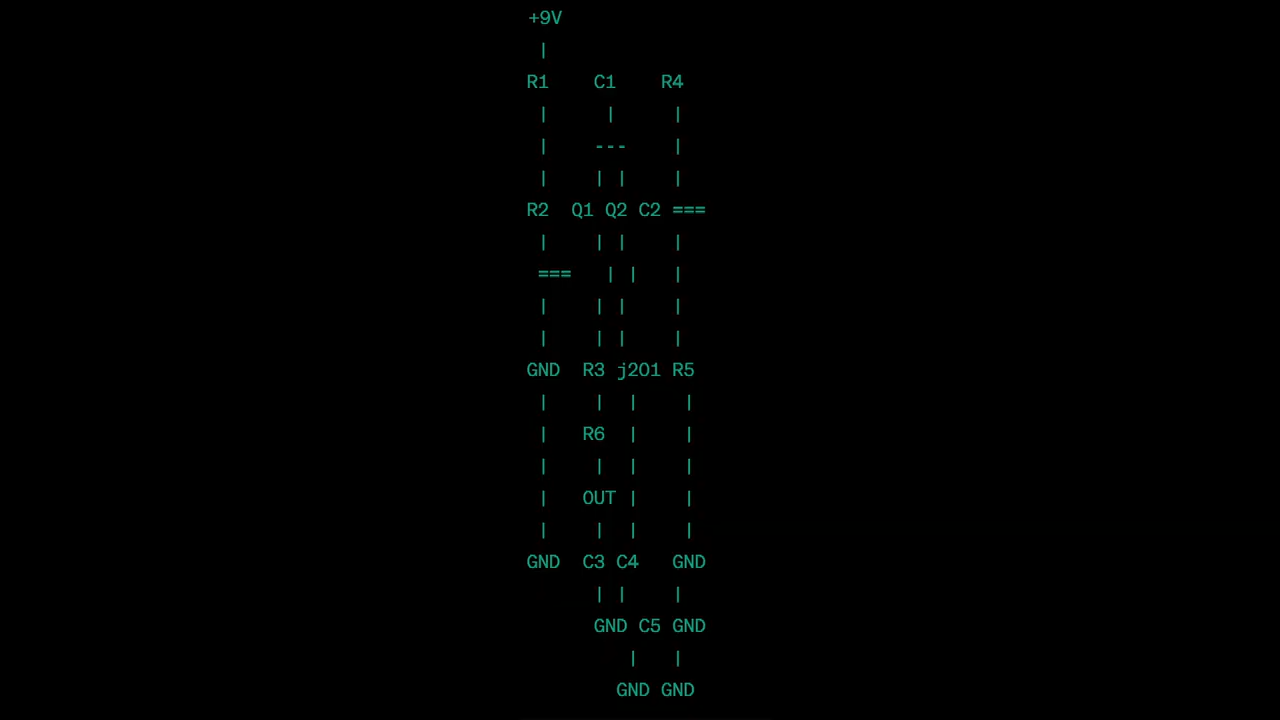 +9V
|
R1    C1    R4
|     |     |
|    ---    |
|    | |    |
R2  Q1 Q2 C2 ===
|    | |    |
===   | |   |
|    | |    |
|    | |    |
GND  R3 j201 R5
|    |  |    |
|   R6  |    |
|    |  |    |
|   OUT |    |
|    |  |    |
GND  C3 C4   GND
| |    |
GND C5 GND
|   |
GND GND